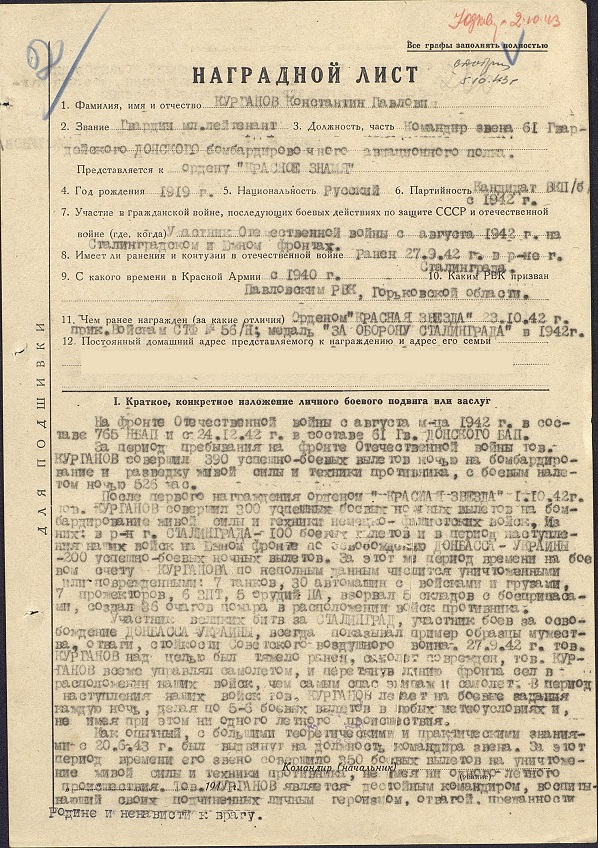 2.10.43
Все графы заполнять полностью
5.10.43г
НАГРАДНОЙ ЛИСТ
1. Фамилия, имя и отчество КУРГАНОВ Константин Павлович
2. Звание Гвардии мл.лейтенант 3. Должность, часть Командир звена 61 Гвар-
дейского ДОНСКОГО бомбардировочного авиационного полка.
Представляется к ордену "КРАСНОЕ ЗНАМЯ"
4. Год рождения 1919 г. 5. Национальность Русский 6. Партийность Кандидат ВКП/б/
с 1942 г.
7. Участие в Гражданской войне, последующих боевых действиях по защите СССР и отечественной
войне (где, когда) Участник Отечественной войны с августа 1942 г. на
Сталинградском и Южном фронтах.
8. Имеет ли ранения и контузии в отечественной войне Ранен 27.9.42 г. в р-не г.
Сталинграда.
9. С какого времени в Красной Армии с 1940 г. 10. Каким РВК призван
Павловским РВК, Горьковской области.
11. Чем ранее награжден (за какие отличия) Орденом "КРАСНАЯ ЗВЕЗДА" 23.10.42 г.
прик.Войскам СТФ № 56/Н; медаль "ЗА ОБОРОНУ СТАЛИНГРАДА" в 1942г.
12. Постоянный домашний адрес представляемого к награждению и адрес его семьи
I. Краткое, конкретное изложение личного боевого подвига или заслуг
На фронте Отечественной войны с августа м-ца 1942 г. в сос-
таве 765 НБАП и с 24.12.42 г. в составе 61 Гв. ДОНСКОГО БАП.
За период пребывания на фронте Отечественной войны тов.
КУРГАНОВ совершил 390 успешно-боевых вылетов ночью на бомбардиро-
вание и разведку живой силы и техники противника, с боевым нале-
том ночью 526 час.
После первого награждения орденом "КРАСНАЯ ЗВЕЗДА" 1.10.42г.
тов. КУРГАНОВ совершил 300 успешных боевых ночных вылетов на бом-
бардирование живой силы и техники немецко-фашистских войск, Из
них: в р-н г. СТАЛИНГРАДА - 100 боевых вылетов и в период наступле-
ния наших войск на Южном фронте по освобождению ДОНБАССА-УКРАИНЫ
-200 успешно-боевых ночных вылетов. За этот же период времени на бое
вом счету - КУРГАНОВА по неполным данным числится уничтоженными
или поврежденными: 7 танков, 30 автомашин с войсками и грузами,
7 прожекторов, 6 ЗПТ, 5 орудий ПА, взорвал 5 складов с боеприпаса-
ми, создал 36 очагов пожара в расположении войск противника.
Участник великих битв за СТАЛИНГРАД, участник боев за осво-
бождение ДОНБАССА-УКРАИНЫ, всегда показывал пример образцы мужест-
ва, отваги, стойкости Советского воздушного воина. 27.9.42 г. тов.
КУРГАНОВ над целью был тяжело ранен, самолет поврежден, тов. КУР-
ГАНОВ всеже управлял самолетом, и перетянув линию фронта сел в
расположении наших войск, чем самым спас экипаж и самолет. В период
наступления наших войск тов. КУРГАНОВ летает на боевые задания
каждую ночь, делая по 5-6 боевых вылетов в любых метеоусловиях и,
не имея при этом ни одного летного происшествия.
Как опытный, с большими теоретическими и практическими знания-
ми с 20.5.43 г. был выдвинут на должность командира звена. За этот
период времени его звено совершило 350 боевых вылетов на уничтоже-
Командир (начальник)
ние живой силы и техники противника, не имея ни одного летного
происшествия. Тов. КУРГАНОВ является достойным командиром, воспиты-
194 г.
вающий своих подчиненных личным героизмом, отвагой, преданности
Родине и ненависти к врагу.
ДЛЯ ПОДШИВКИ